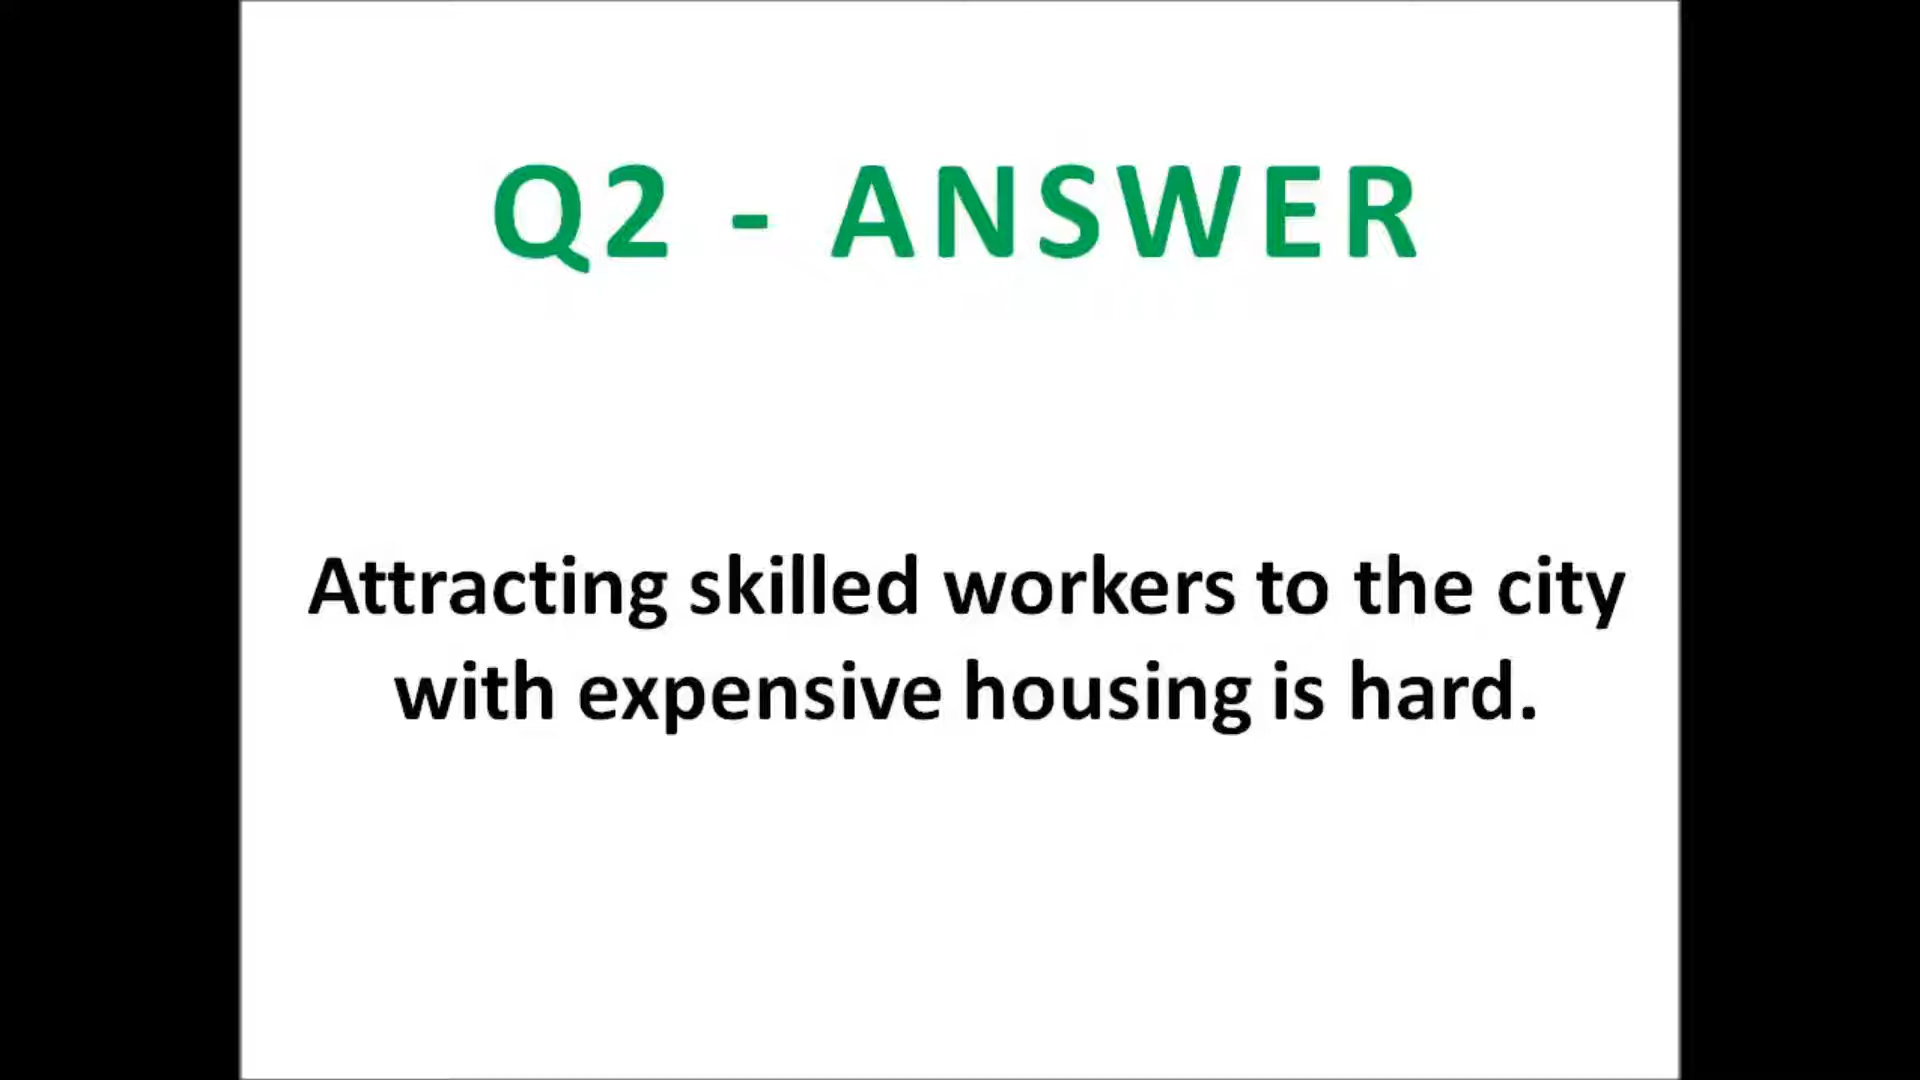 Q2 - ANSWER
Attracting skilled workers to the city
with expensive housing is hard.